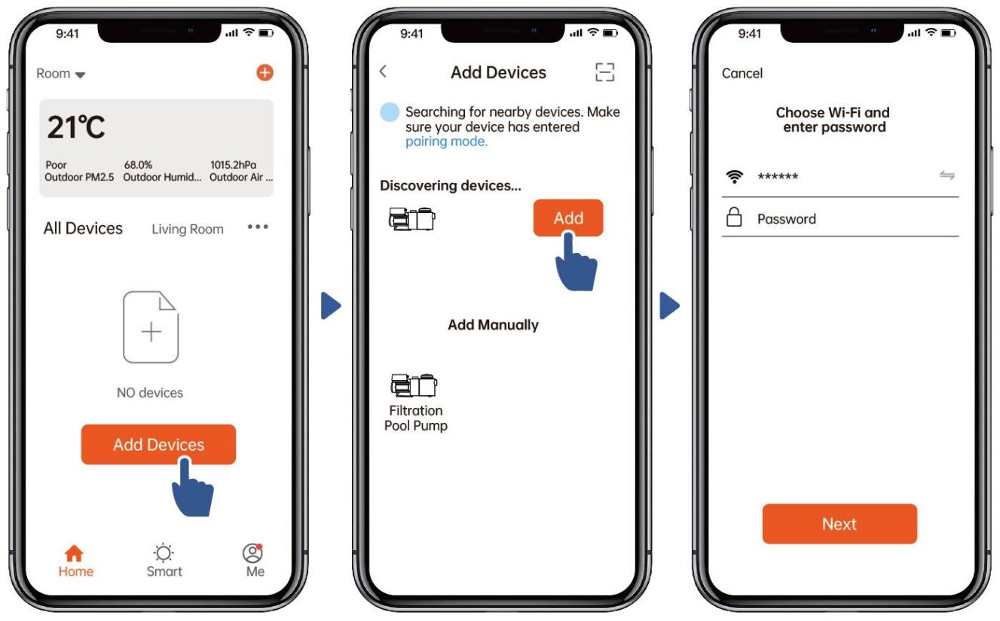 9:41
Room
21℃
Poor 68.0% 1015.2hPa
Outdoor PM2.5 Outdoor Humid... Outdoor Air ...
All Devices Living Room
NO devices
Add Devices
Home Smart Me
9:41
Add Devices
Searching for nearby devices. Make
sure your device has entered
pairing mode.
Discovering devices...
Add
Add Manually
Filtration
Pool Pump
9:41
Cancel
Choose Wi-Fi and
enter password
******
Password
Next